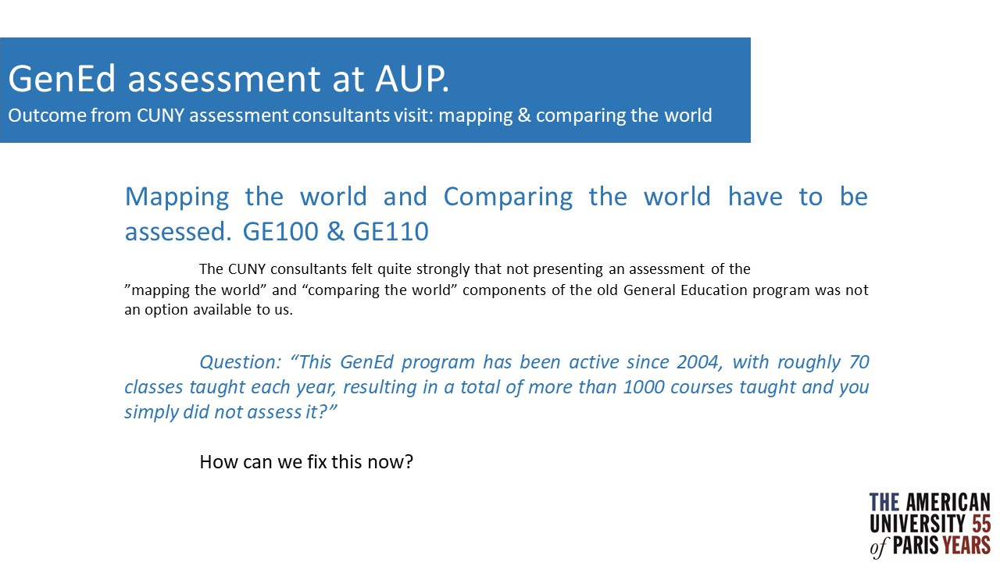 GenEd assessment at AUP.
Outcome from CUNY assessment consultants visit: mapping & comparing the world
Mapping the world and Comparing the world have to be
assessed. GE100 & GE110
The CUNY consultants felt quite strongly that not presenting an assessment of the
”mapping the world” and “comparing the world” components of the old General Education program was not
an option available to us.
Question: “This GenEd program has been active since 2004, with roughly 70
classes taught each year, resulting in a total of more than 1000 courses taught and you
simply did not assess it?”
How can we fix this now?
THE AMERICAN
UNIVERSITY 55
of PARIS YEARS